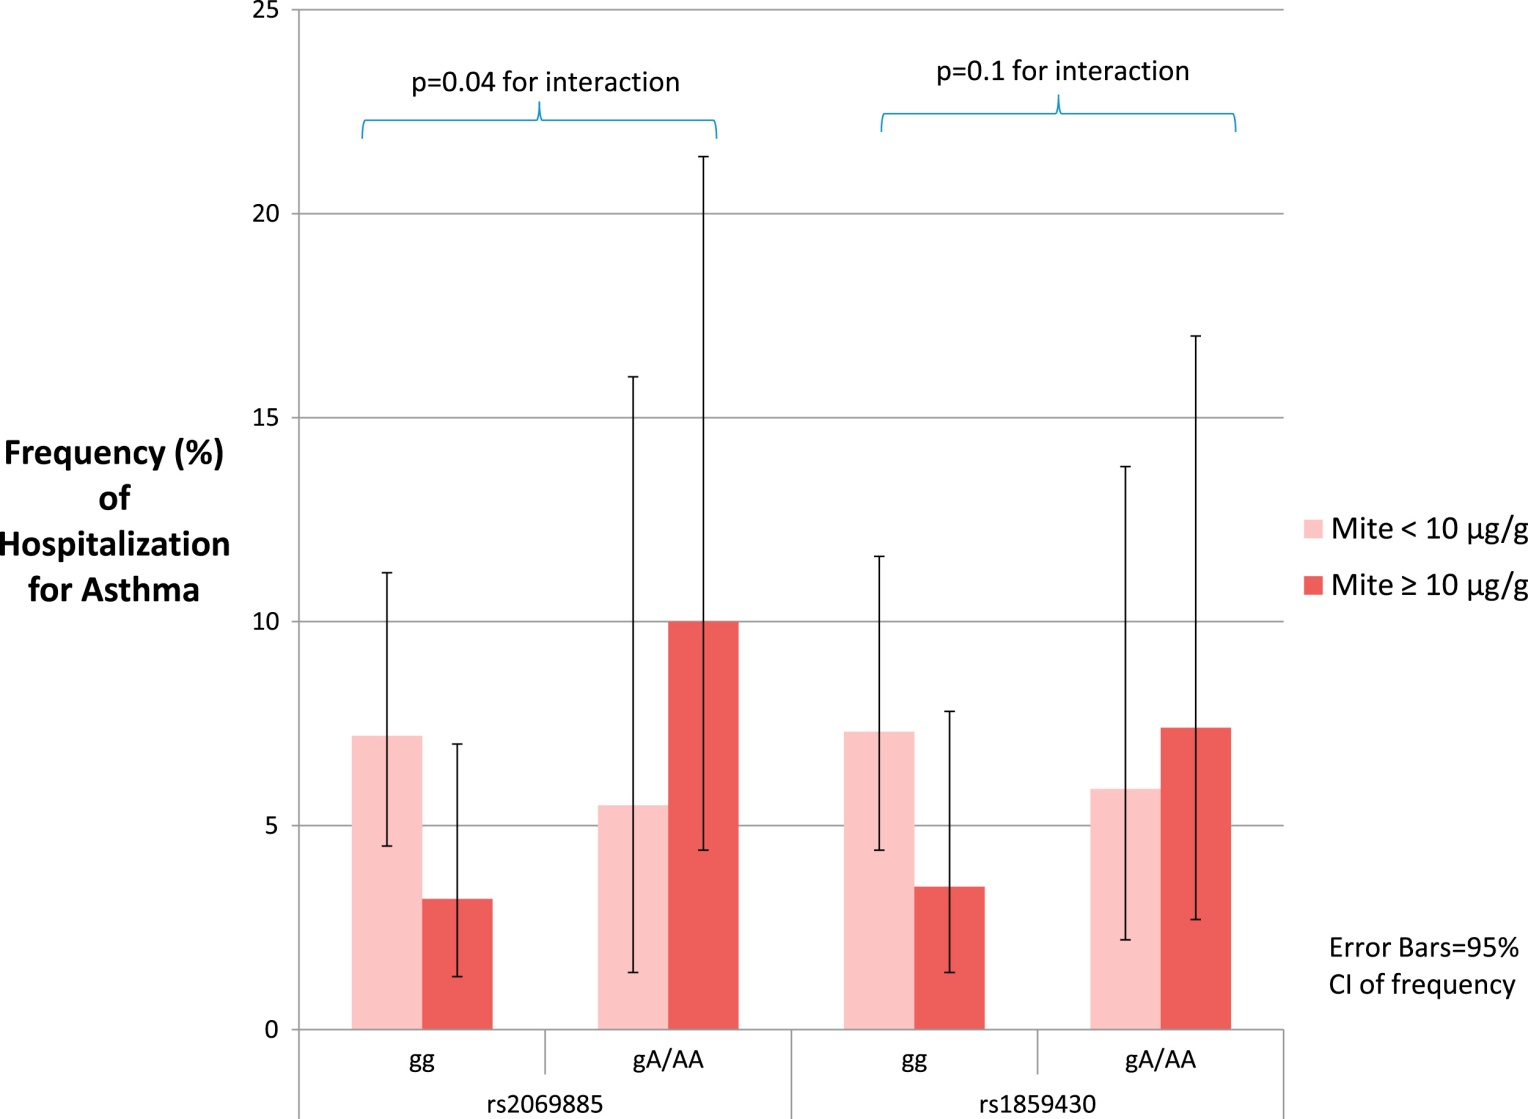 25
p=0.04 for interaction
p=0.1 for interaction
20
15
Frequency (%)
of
Hospitalization
for Asthma
10
5
0
Mite < 10 μg/g
Mite ≥ 10 μg/g
Error Bars=95%
CI of frequency
gg
gA/AA
gg
gA/AA
rs2069885
rs1859430